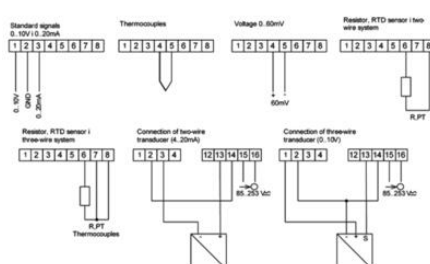 Standard signals
0..10V i 0..20mA
1 2 3 4 5 6 7 8
0..10V
GND
0..20mA
Thermocouples
1 2 3 4 5 6 7 8
Voltage 0..60mV
1 2 3 4 5 6 7 8
+ -
60mV
Resistor, RTD sensor i two-
wire system
1 2 3 4 5 6 7 8
R,PT
Resistor, RTD sensor i
three-wire system
1 2 3 4 5 6 7 8
R,PT
Thermocouples
Connection of two-wire
transducer (4..20mA)
1 2 3 4
12 13 14 15 16
85..253 Vac
- +
Connection of three-wire
transducer (0..10V)
1 2 3 4
12 13 14 15 16
85..253 Vac
- + S